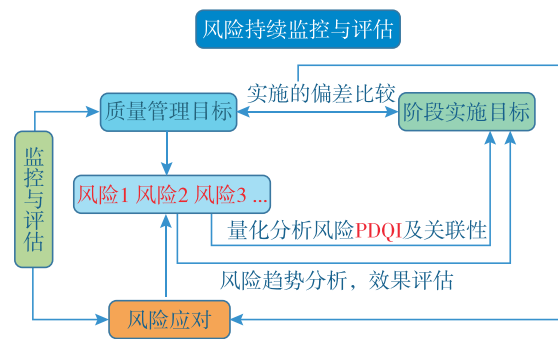 风险持续监控与评估
实施的偏差比较
质量管理目标
阶段实施目标
监控与评估
风险1 风险2 风险3 ...
量化分析风险PDQI及关联性
风险趋势分析，效果评估
风险应对